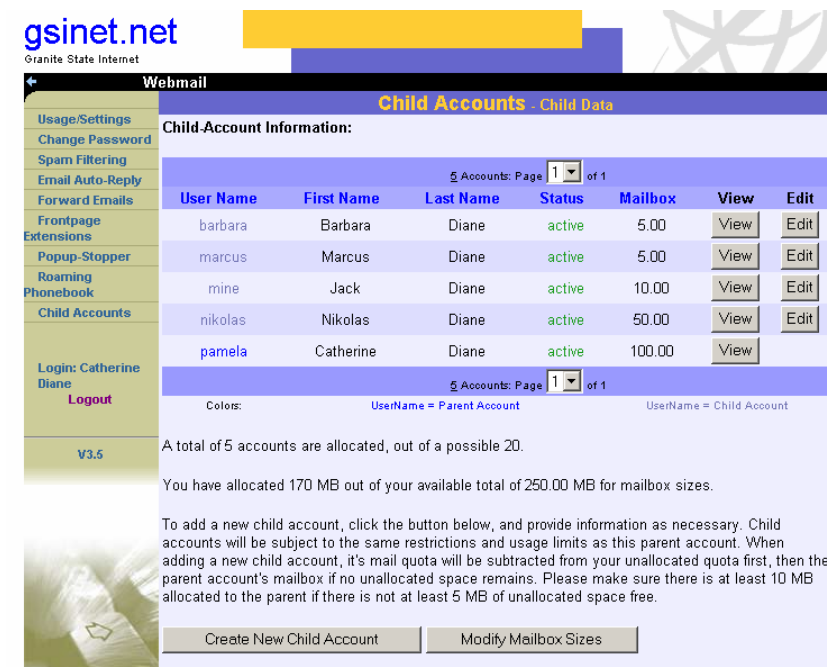 gsinet.net
Granite State Internet
Webmail
Child Accounts - Child Data
Usage/Settings
Change Password
Spam Filtering
Email Auto-Reply
Forward Emails
Frontpage
Extensions
Popup-Stopper
Roaming
Phonebook
Child Accounts
Login: Catherine
Diane
Logout
V3.5
Child-Account Information:
5 Accounts: Page 1 of 1
User Name First Name Last Name Status Mailbox View Edit
barbara Barbara Diane active 5.00 View Edit
marcus Marcus Diane active 5.00 View Edit
mine Jack Diane active 10.00 View Edit
nikolas Nikolas Diane active 50.00 View Edit
pamela Catherine Diane active 100.00 View
5 Accounts: Page 1 of 1
Colors: UserName = Parent Account UserName = Child Account
A total of 5 accounts are allocated, out of a possible 20.
You have allocated 170 MB out of your available total of 250.00 MB for mailbox sizes.
To add a new child account, click the button below, and provide information as necessary. Child
accounts will be subject to the same restrictions and usage limits as this parent account. When
adding a new child account, it's mail quota will be subtracted from your unallocated quota first, then the
parent account's mailbox if no unallocated space remains. Please make sure there is at least 10 MB
allocated to the parent if there is not at least 5 MB of unallocated space free.
Create New Child Account Modify Mailbox Sizes